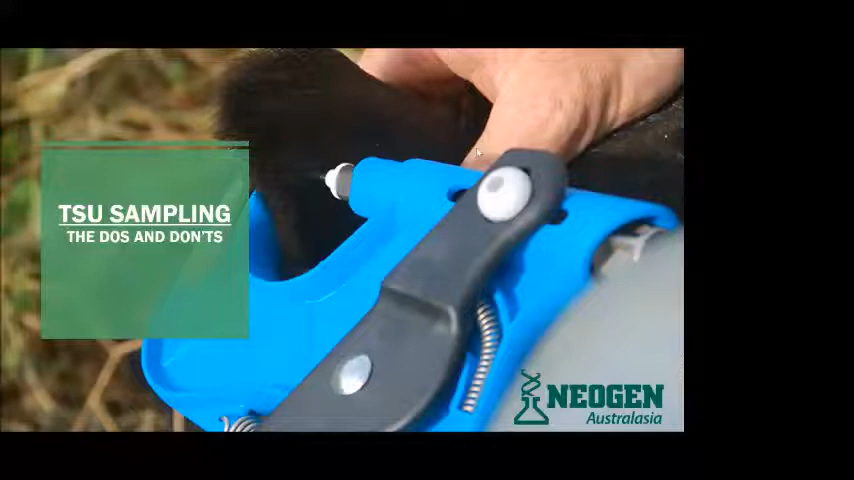 TSU SAMPLING
THE DOS AND DON'TS
NEOGEN
Australasia